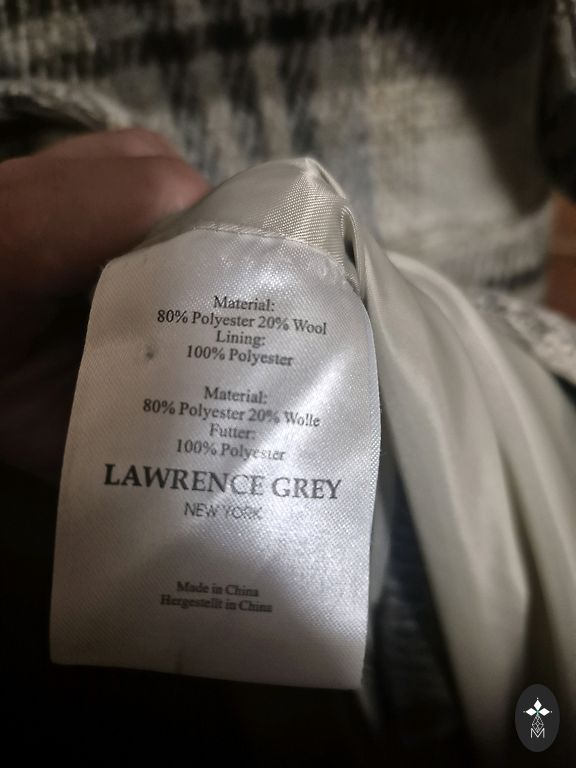 Material:
80% Polyester 20% Wool
Lining:
100% Polyester
Material:
80% Polyester 20% Wolle
Futter:
100% Polyester
LAWRENCE GREY
NEW YORK
Made in China
Hergestellt in China
M